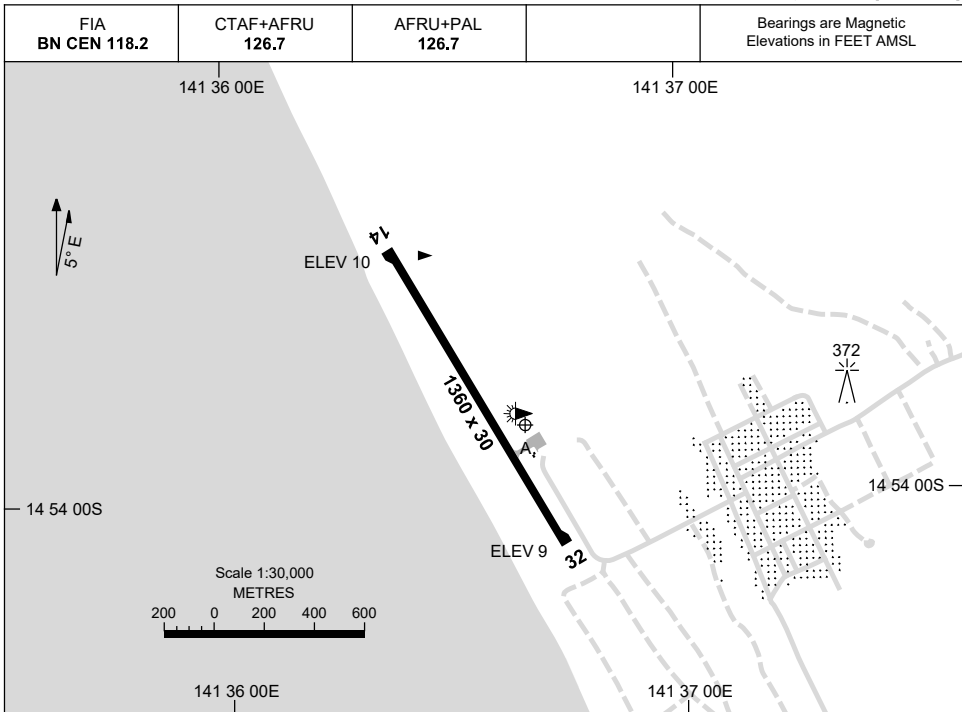 FIA
BN CEN 118.2
CTAF+AFRU
126.7
AFRU+PAL
126.7
Bearings are Magnetic
Elevations in FEET AMSL
141 36 00E
141 37 00E
5° E
14
ELEV 10
1360 x 30
372
A
14 54 00S
14 54 00S
ELEV 9
32
Scale 1:30,000
METRES
200 0 200 400 600
141 36 00E
141 37 00E